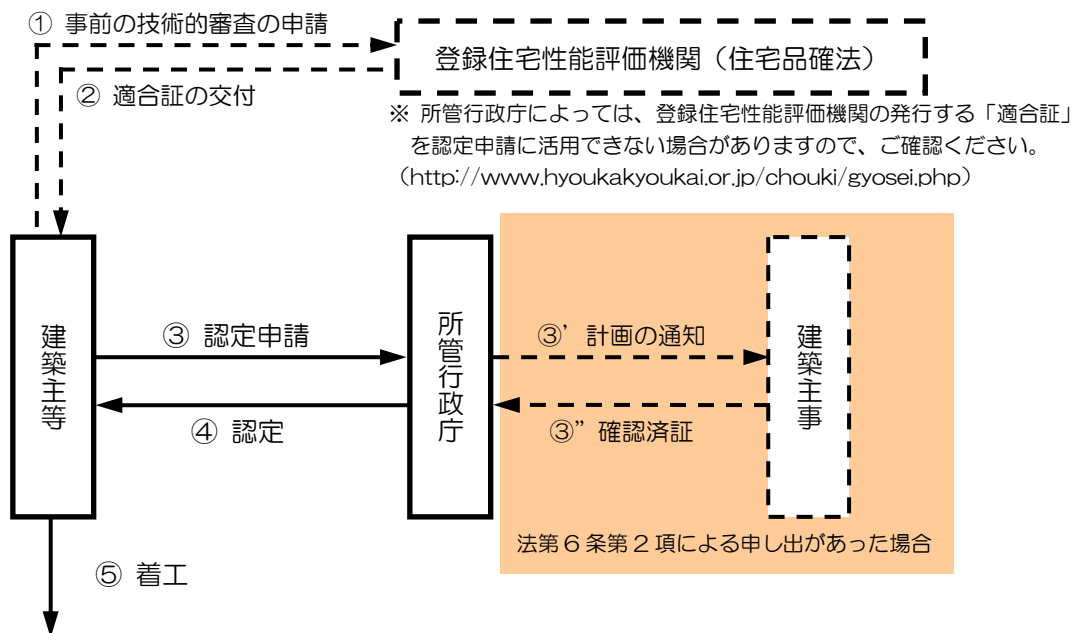 ① 事前の技術的審査の申請
登録住宅性能評価機関（住宅品確法）
② 適合証の交付
※ 所管行政庁によっては、登録住宅性能評価機関の発行する「適合証」
を認定申請に活用できない場合がありますので、ご確認ください。
（http://www.hyoukakyoukai.or.jp/chouki/gyosei.php）
建築主等
③ 認定申請
所管行政庁
③’ 計画の通知
建築主事
④ 認定
③” 確認済証
法第６条第２項による申し出があった場合
⑤ 着工